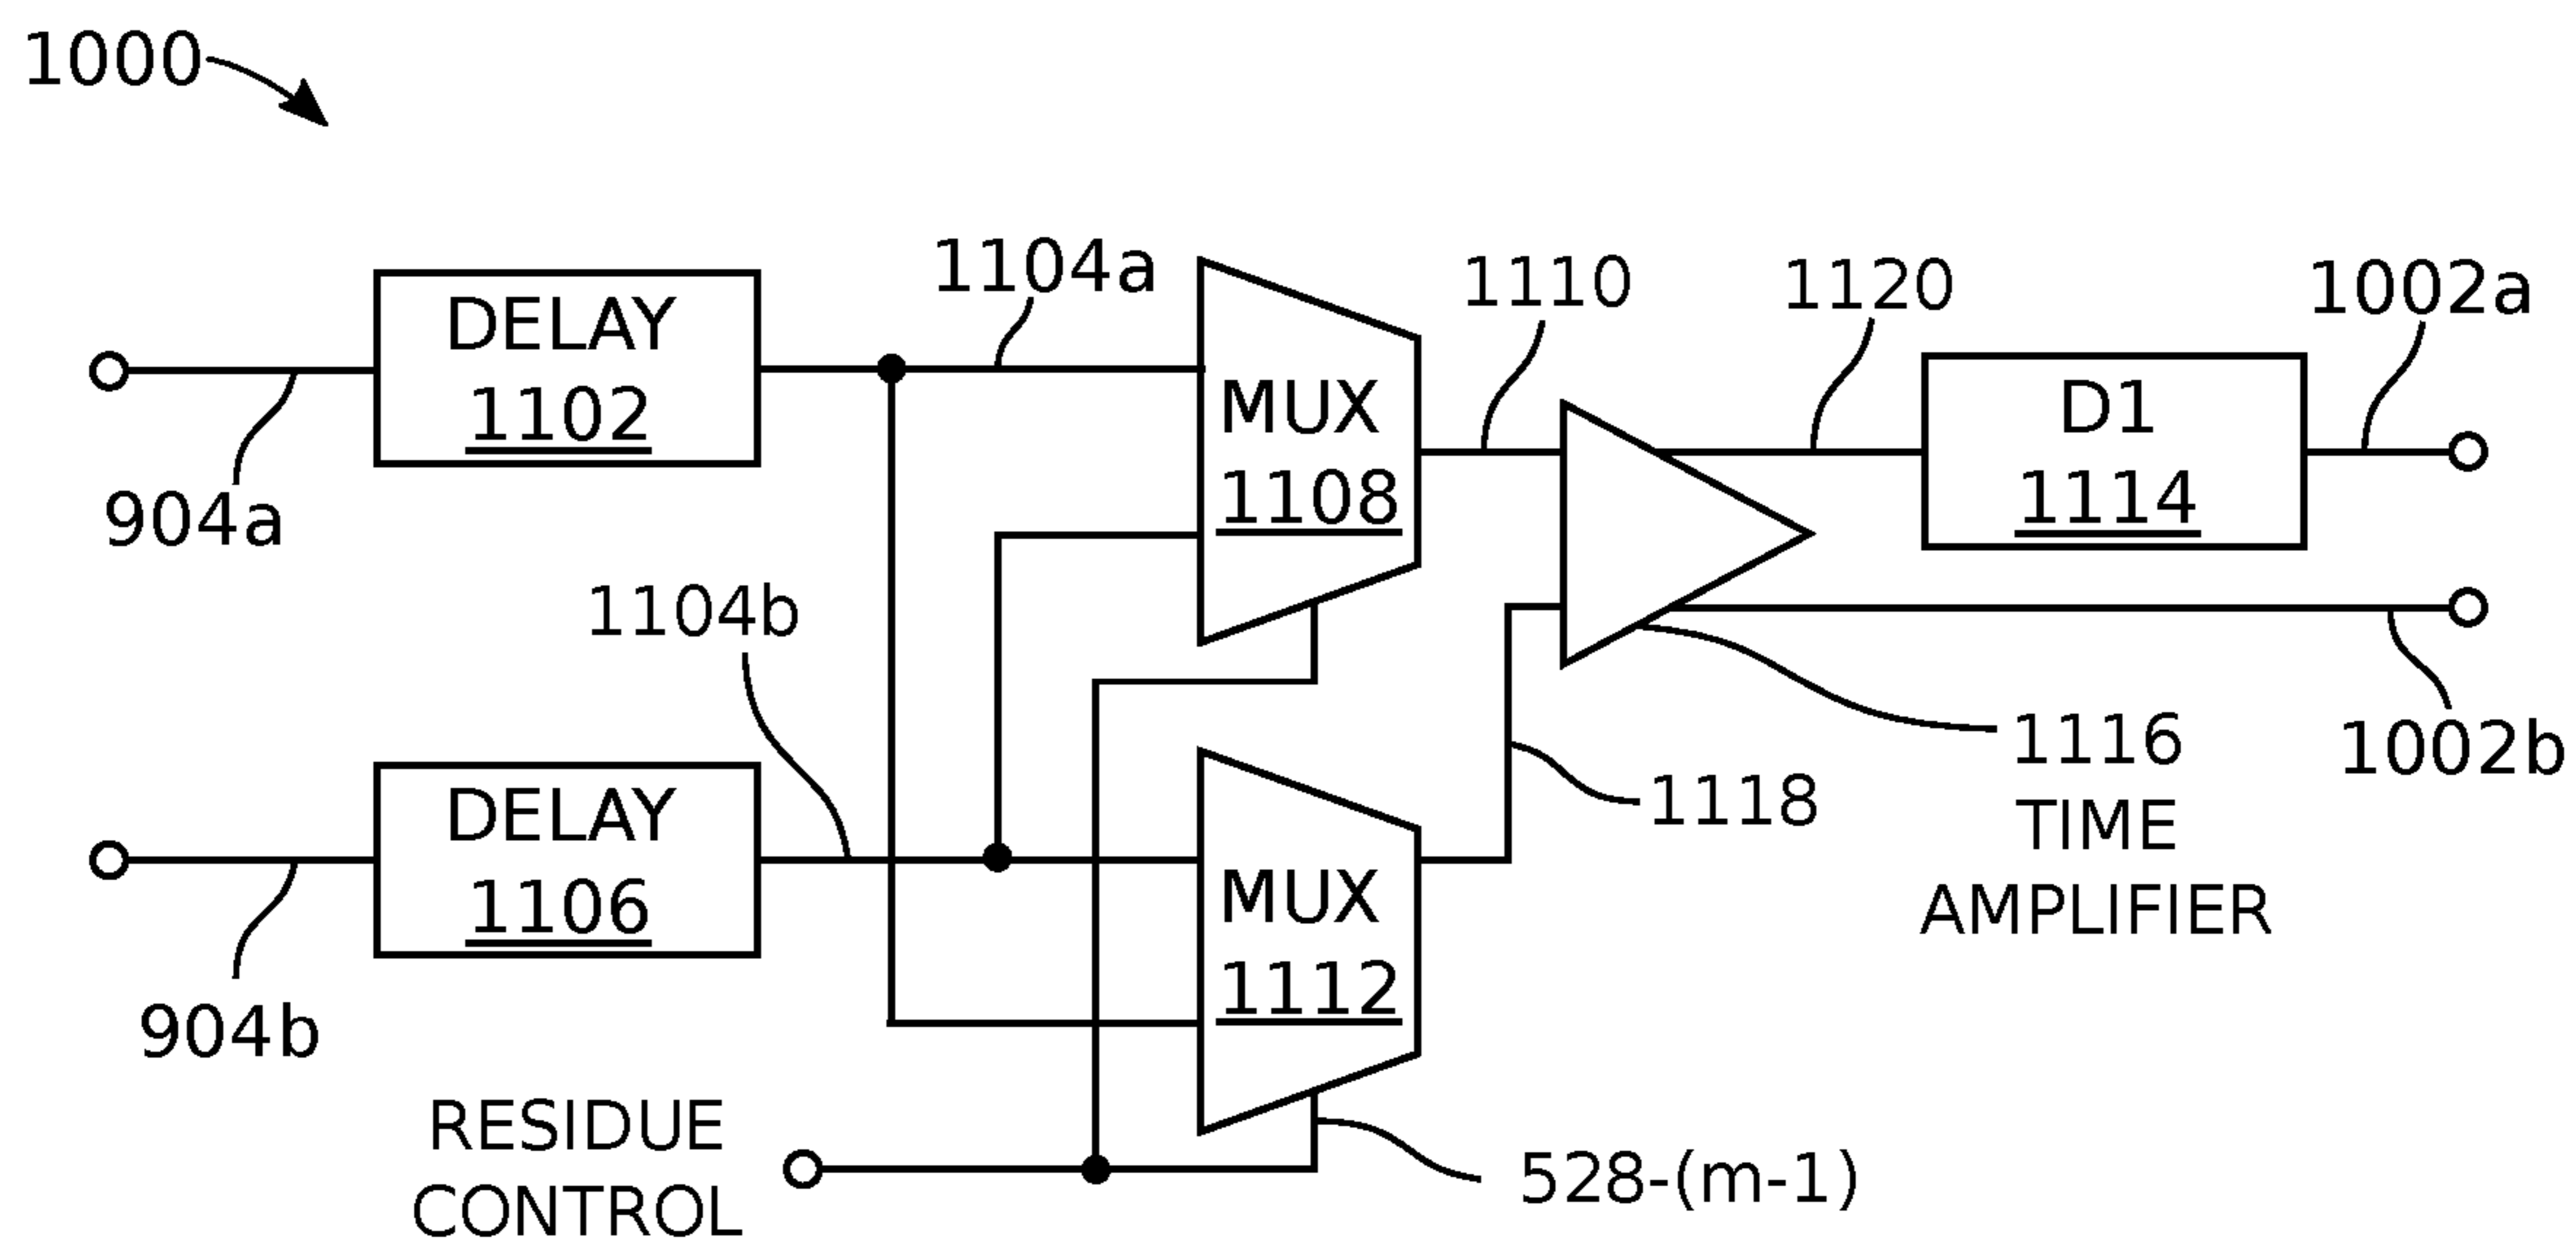 1000
1104a
1110
1120
1002a
DELAY
1102
MUX
1108
D1
1114
904a
1104b
DELAY
1106
1118
1116
TIME
AMPLIFIER
1002b
MUX
1112
904b
RESIDUE
CONTROL
528-(m-1)